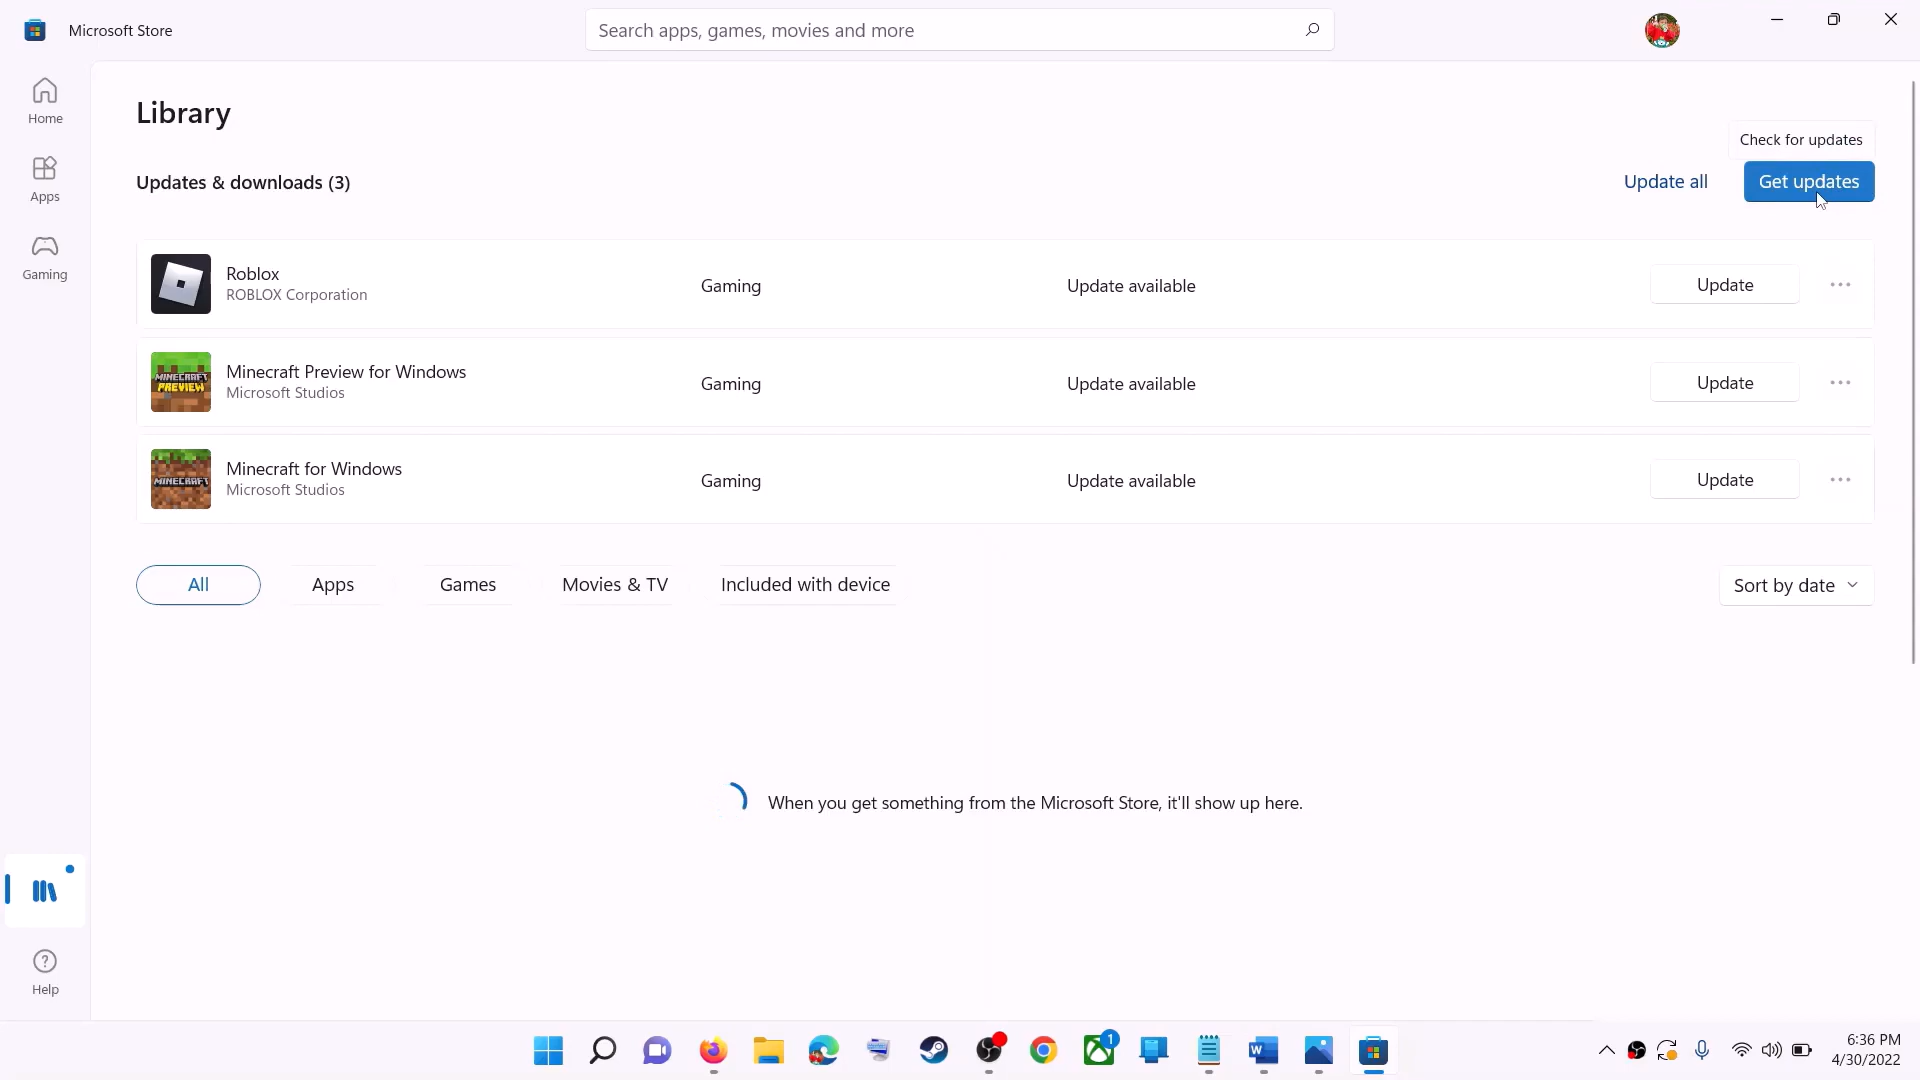 Microsoft Store
Search apps, games, movies and more
Home
Apps
Gaming
Library
Check for updates
Updates & downloads (3)
Update all
Get updates
Roblox
ROBLOX Corporation
Gaming
Update available
Update
MINECRAFT
PREVIEW
Minecraft Preview for Windows
Microsoft Studios
Gaming
Update available
Update
MINECRAFT
Minecraft for Windows
Microsoft Studios
Gaming
Update available
Update
All
Apps
Games
Movies & TV
Included with device
Sort by date
When you get something from the Microsoft Store, it'll show up here.
Help
1
W
6:36 PM
4/30/2022